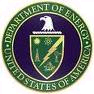 DEPARTMENT OF ENERGY
UNITED STATES OF AMERICA